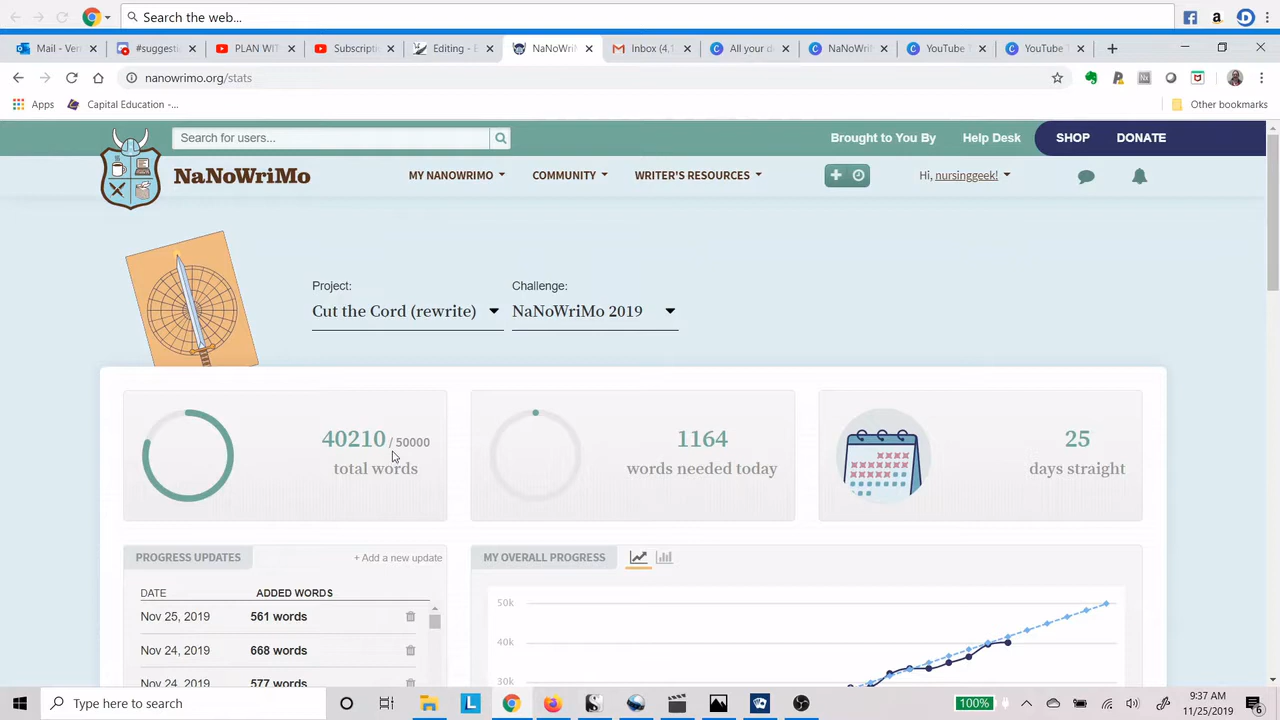 Search the web...
Mail - Ver
#suggesti
PLAN WIT
Subscripti
Editing - E
NaNoWri
Inbox (4,1
All your d
NaNoWri
YouTube T
YouTube T
nanowrimo.org/stats
Apps
Capital Education -...
Other bookmarks
Search for users...
Brought to You By
Help Desk
SHOP
DONATE
NaNoWriMo
MY NANOWRIMO
COMMUNITY
WRITER'S RESOURCES
Hi, nursinggeek!
Project:
Challenge:
Cut the Cord (rewrite)
NaNoWriMo 2019
40210 / 50000
total words
1164
words needed today
25
days straight
PROGRESS UPDATES
+ Add a new update
DATE
ADDED WORDS
Nov 25, 2019
561 words
Nov 24, 2019
668 words
Nov 24, 2019
577 words
MY OVERALL PROGRESS
50k
40k
30k
Type here to search
100%
9:37 AM
11/25/2019
6